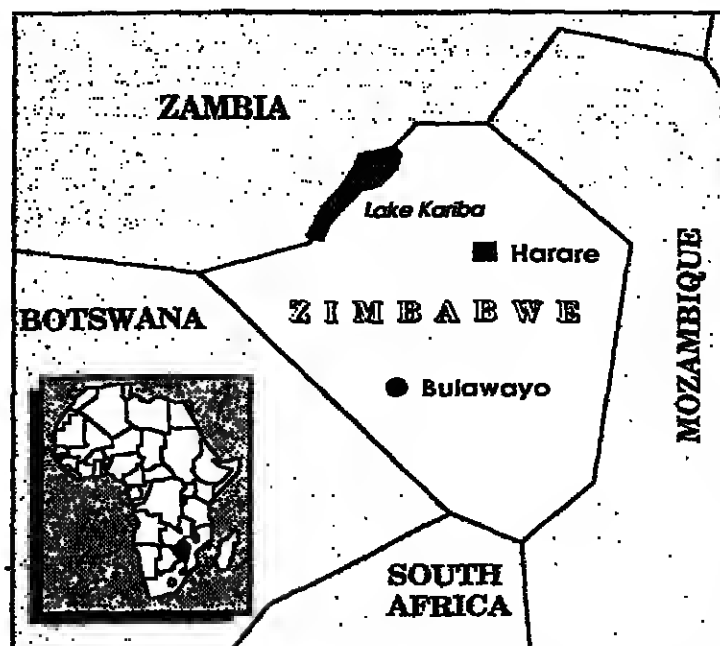 ZAMBIA
Lake Kariba
Harare
MOZAMBIQUE
ZIMBABWE
BOTSWANA
Bulawayo
SOUTH
AFRICA